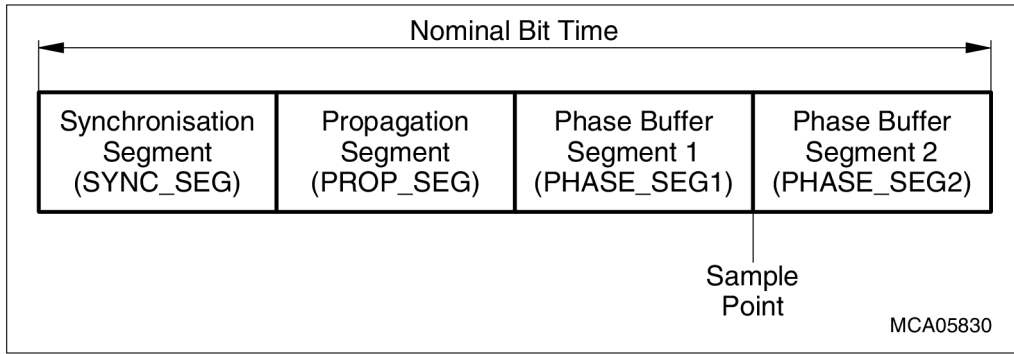 Nominal Bit Time
Synchronisation
Segment
(SYNC_SEG)
Propagation
Segment
(PROP_SEG)
Phase Buffer
Segment 1
(PHASE_SEG1)
Phase Buffer
Segment 2
(PHASE_SEG2)
Sample
Point
MCA05830